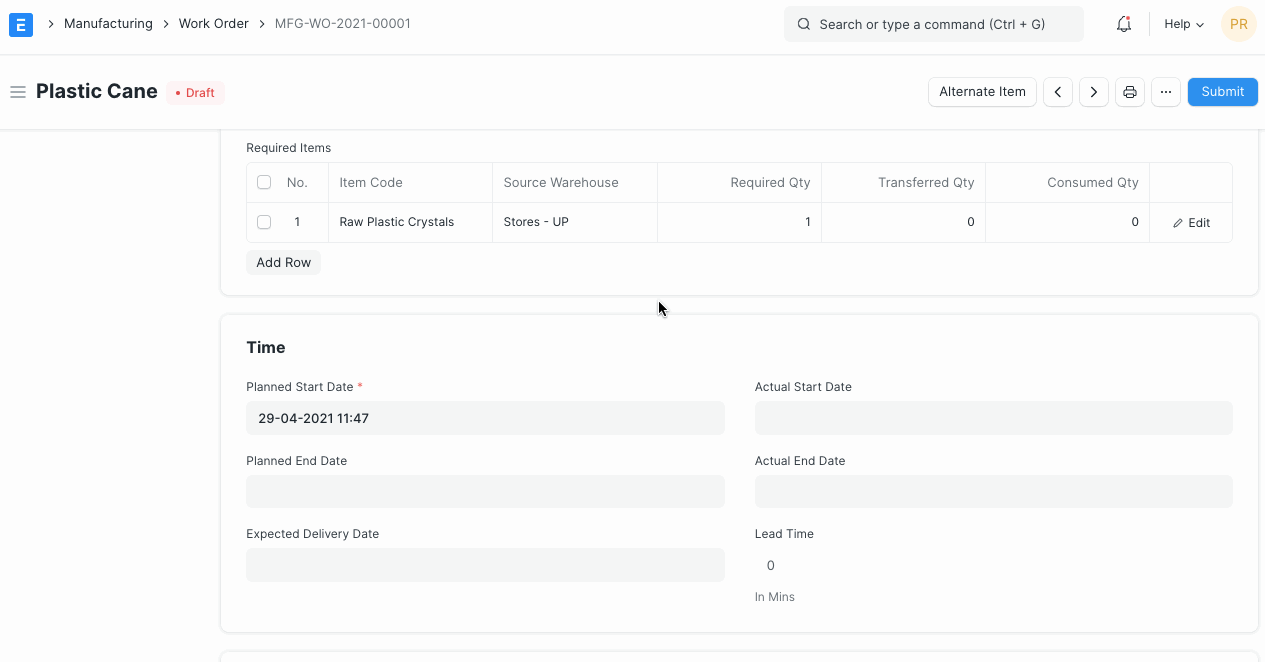 E Manufacturing Work Order MFG-WO-2021-00001 Search or type a command (Ctrl + G) Help PR
Plastic Cane • Draft Alternate Item ... Submit
Required Items
No. Item Code Source Warehouse Required Qty Transferred Qty Consumed Qty
1 Raw Plastic Crystals Stores - UP 1 0 0 Edit
Add Row
Time
Planned Start Date * Actual Start Date
29-04-2021 11:47
Planned End Date Actual End Date
Expected Delivery Date Lead Time
0
In Mins